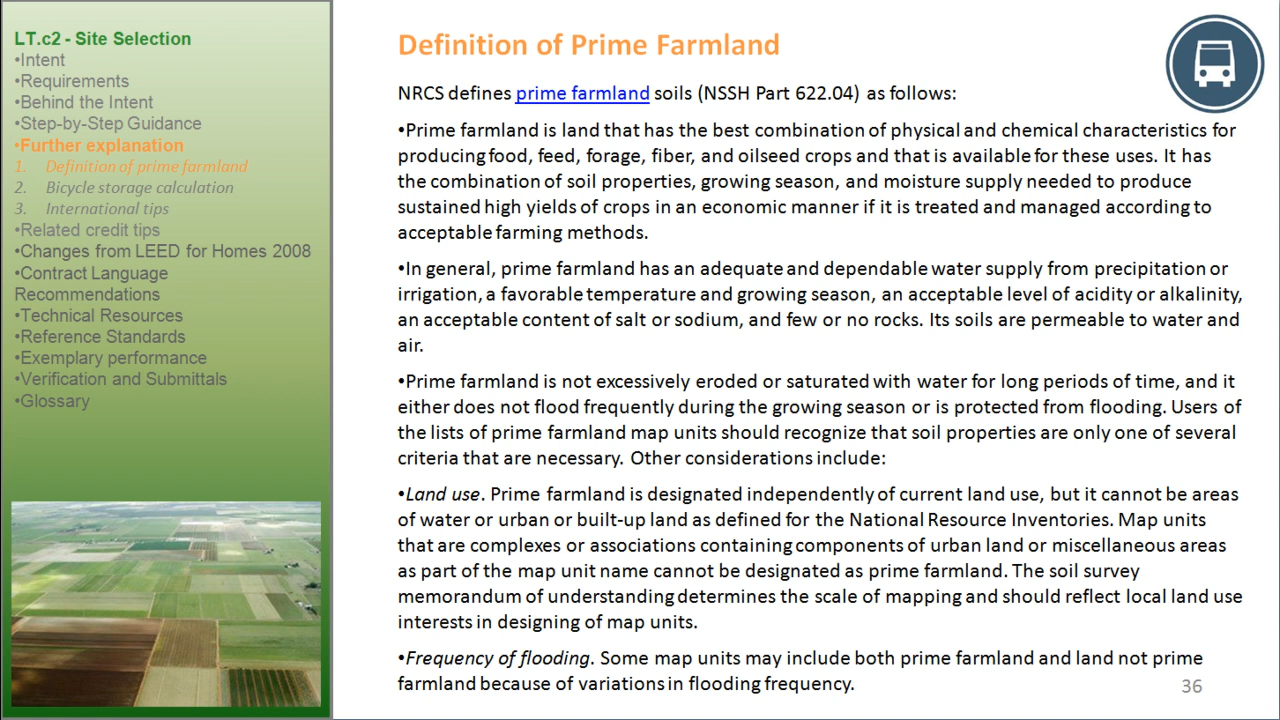 LT.c2 - Site Selection
•Intent
•Requirements
•Behind the Intent
•Step-by-Step Guidance
•Further explanation
1. Definition of prime farmland
2. Bicycle storage calculation
3. International tips
•Related credit tips
•Changes from LEED for Homes 2008
•Contract Language
Recommendations
•Technical Resources
•Reference Standards
•Exemplary performance
•Verification and Submittals
•Glossary
Definition of Prime Farmland
NRCS defines prime farmland soils (NSSH Part 622.04) as follows:
•Prime farmland is land that has the best combination of physical and chemical characteristics for
producing food, feed, forage, fiber, and oilseed crops and that is available for these uses. It has
the combination of soil properties, growing season, and moisture supply needed to produce
sustained high yields of crops in an economic manner if it is treated and managed according to
acceptable farming methods.
•In general, prime farmland has an adequate and dependable water supply from precipitation or
irrigation, a favorable temperature and growing season, an acceptable level of acidity or alkalinity,
an acceptable content of salt or sodium, and few or no rocks. Its soils are permeable to water and
air.
•Prime farmland is not excessively eroded or saturated with water for long periods of time, and it
either does not flood frequently during the growing season or is protected from flooding. Users of
the lists of prime farmland map units should recognize that soil properties are only one of several
criteria that are necessary. Other considerations include:
•Land use. Prime farmland is designated independently of current land use, but it cannot be areas
of water or urban or built-up land as defined for the National Resource Inventories. Map units
that are complexes or associations containing components of urban land or miscellaneous areas
as part of the map unit name cannot be designated as prime farmland. The soil survey
memorandum of understanding determines the scale of mapping and should reflect local land use
interests in designing of map units.
•Frequency of flooding. Some map units may include both prime farmland and land not prime
farmland because of variations in flooding frequency.
36